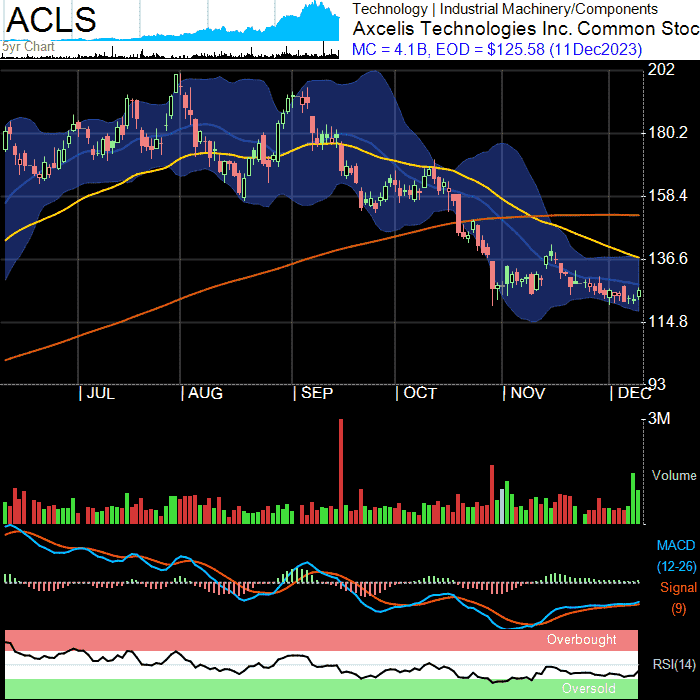 ACLS
5yr Chart
Technology | Industrial Machinery/Components
Axcelis Technologies Inc. Common Stoc
MC = 4.1B, EOD = $125.58 (11Dec2023)
202
180.2
158.4
136.6
114.8
93
JUL
AUG
SEP
OCT
NOV
DEC
3M
Volume
MACD
(12-26)
Signal
(9)
Overbought
RSI(14)
Oversold